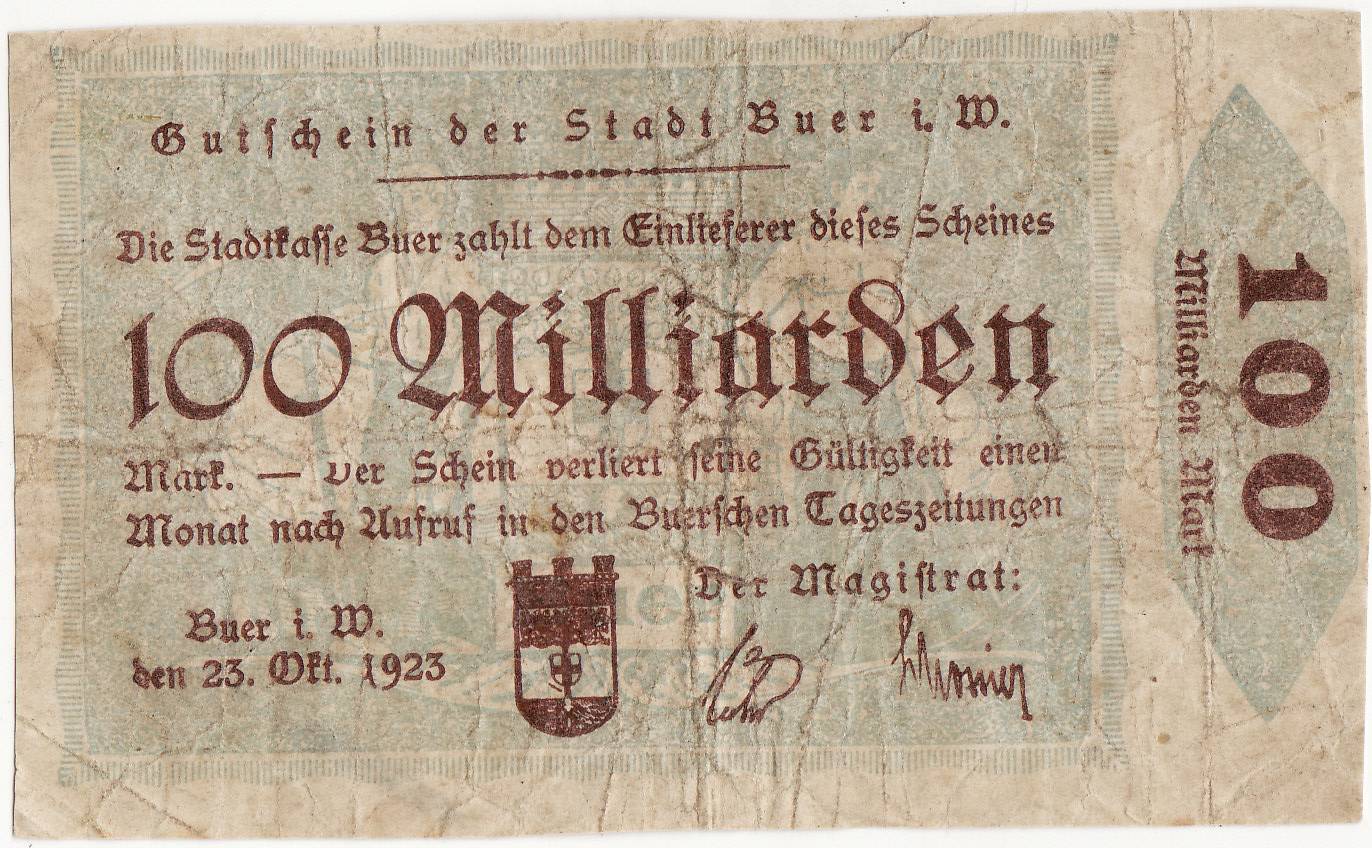 Gutschein der Stadt Buer i. W.
Die Stadtkasse Buer zahlt dem Einlieferer dieses Scheines
100 Milliarden
Mark. — Der Schein verliert seine Gültigkeit einen
Monat nach Aufruf in den Buerschen Tageszeitungen
Der Magistrat:
Buer i. W.
den 23. Okt. 1923
100
Milliarden Mark